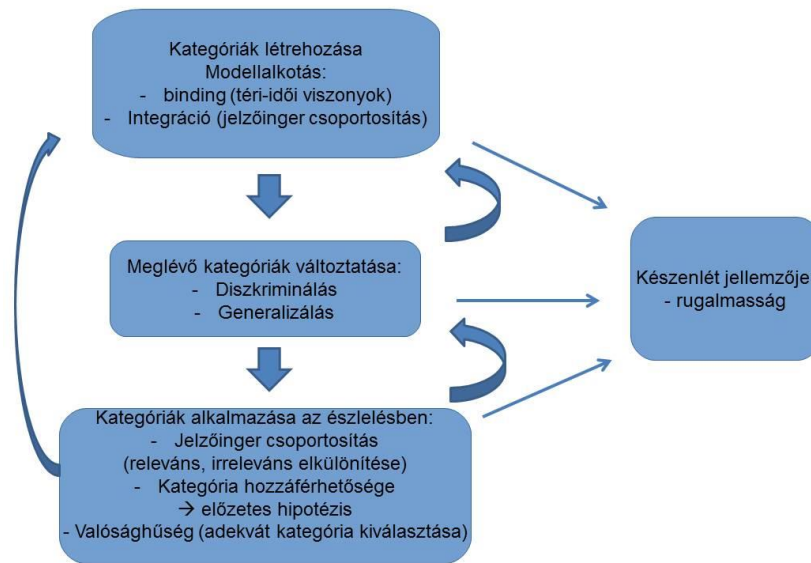 Kategóriák létrehozása
Modellalkotás:
- binding (téri-idői viszonyok)
- Integráció (jelzőinger csoportosítás)
Meglévő kategóriák változtatása:
- Diszkriminálás
- Generalizálás
Készenlét jellemzője
- rugalmasság
Kategóriák alkalmazása az észlelésben:
- Jelzőinger csoportosítás
(releváns, irreleváns elkülönítése)
- Kategória hozzáférhetősége
→ előzetes hipotézis
- Valósághűség (adekvát kategória kiválasztása)